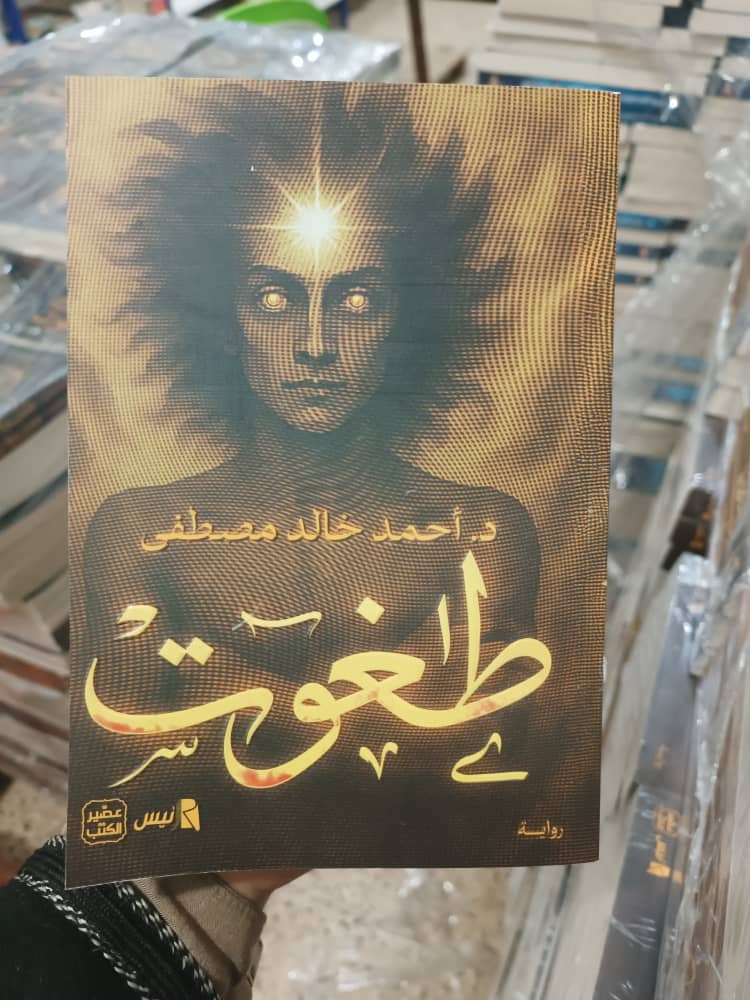 د. أحمد خالد مصطفى
طغوت
رواية
نيس
عصير
الكتب